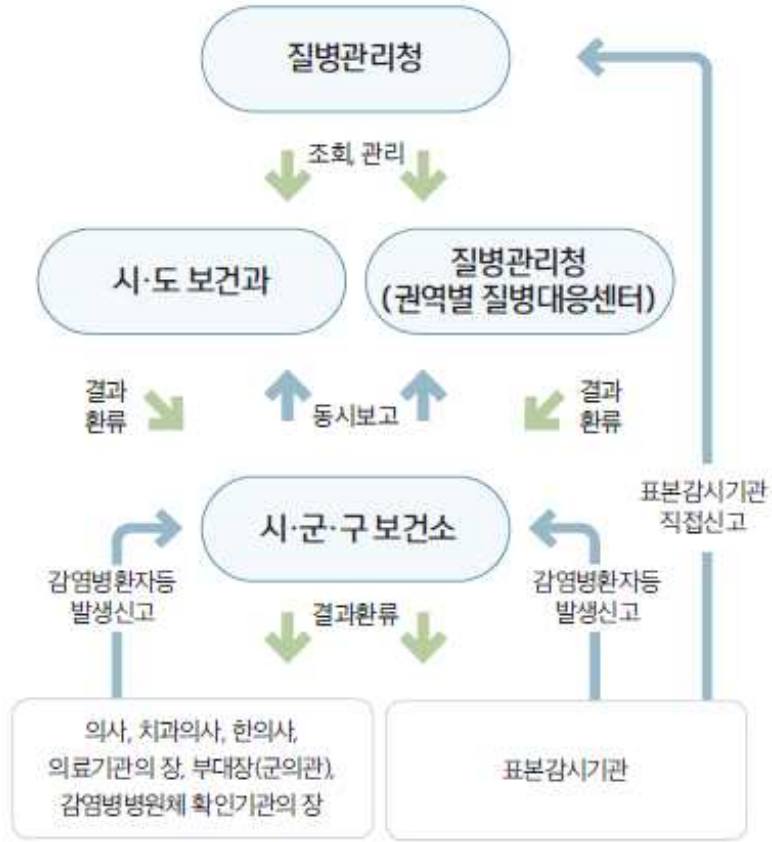 질병관리청
조회, 관리
시·도 보건과
질병관리청
(권역별 질병대응센터)
결과
환류
동시보고
결과
환류
표본감시기관
직접신고
시·군·구 보건소
감염병환자등
발생신고
결과환류
감염병환자등
발생신고
의사, 치과의사, 한의사,
의료기관의 장, 부대장(군의관),
감염병병원체 확인기관의 장
표본감시기관